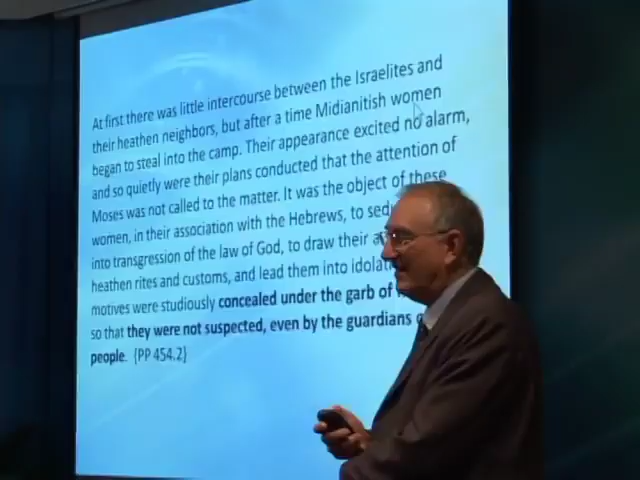 At first there was little intercourse between the Israelites and
their heathen neighbors, but after a time Midianitish women
began to steal into the camp. Their appearance excited no alarm,
and so quietly were their plans conducted that the attention of
Moses was not called to the matter. It was the object of these
women, in their association with the Hebrews, to
into transgression of the law of God, to draw their
heathen rites and customs, and lead them into
motives were studiously concealed under the garb of
so that they were not suspected, even by the guardians
people. {PP 454.2}